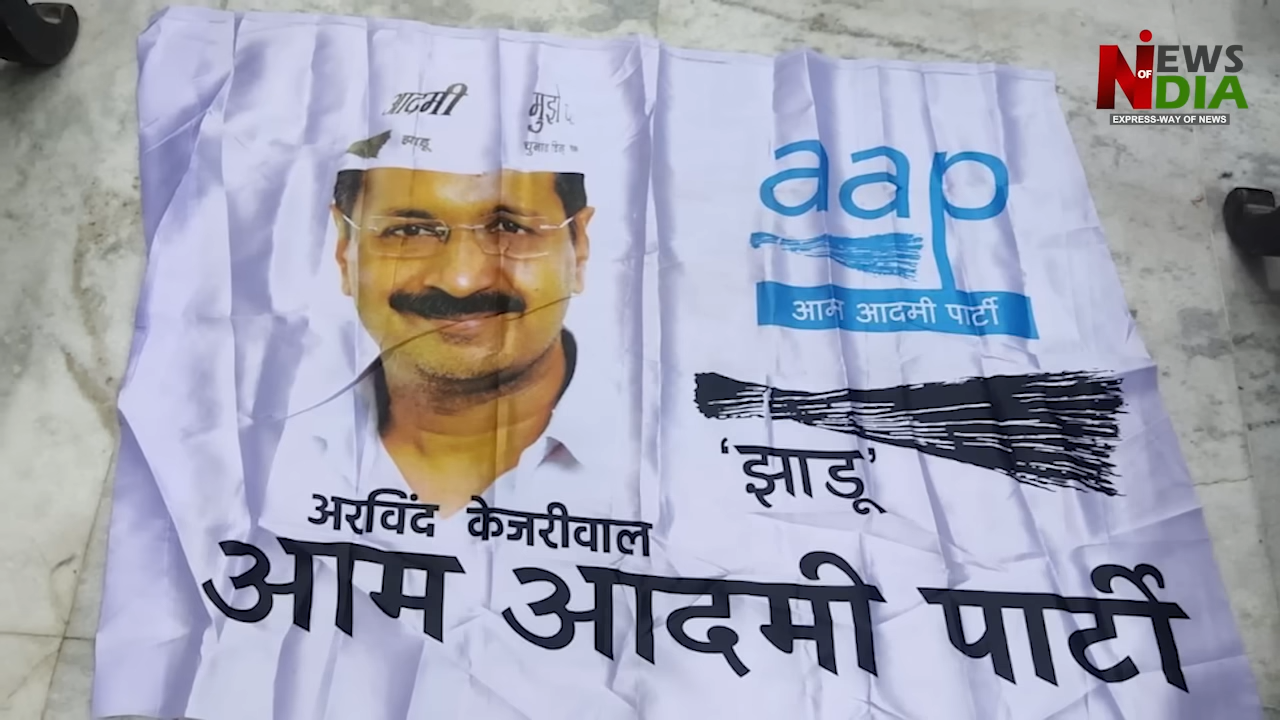 NEWS
OF
INDIA
EXPRESS-WAY OF NEWS
आदमी
झाडू
aap
आम आदमी पार्टी
'झाडू'
अरविंद केजरीवाल
आम आदमी पार्टी